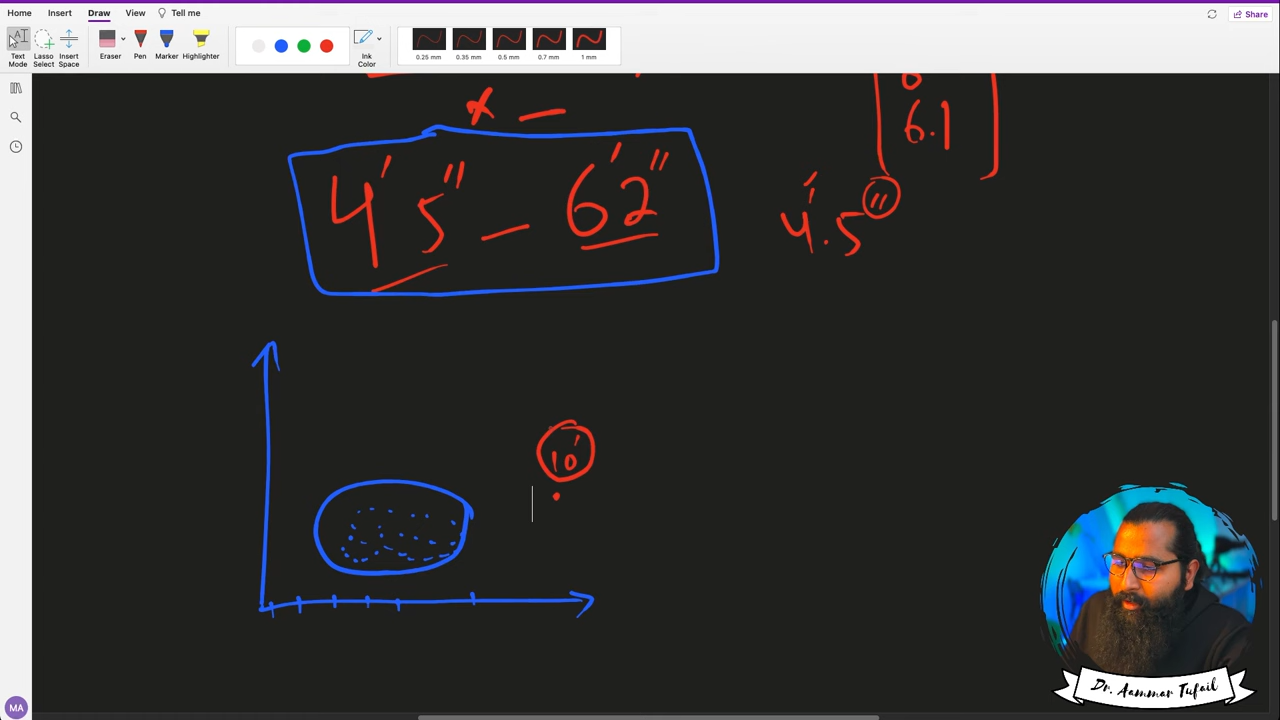 Home Insert Draw View Tell me
Share
Text Mode
Lasso Select
Insert Space
Eraser
Pen
Marker
Highlighter
Ink Color
0.25 mm
0.35 mm
0.5 mm
0.7 mm
1 mm
6.1
4' 5" – 6' 2"
4'.5"
10'
MA
Dr. Aammar Tufail